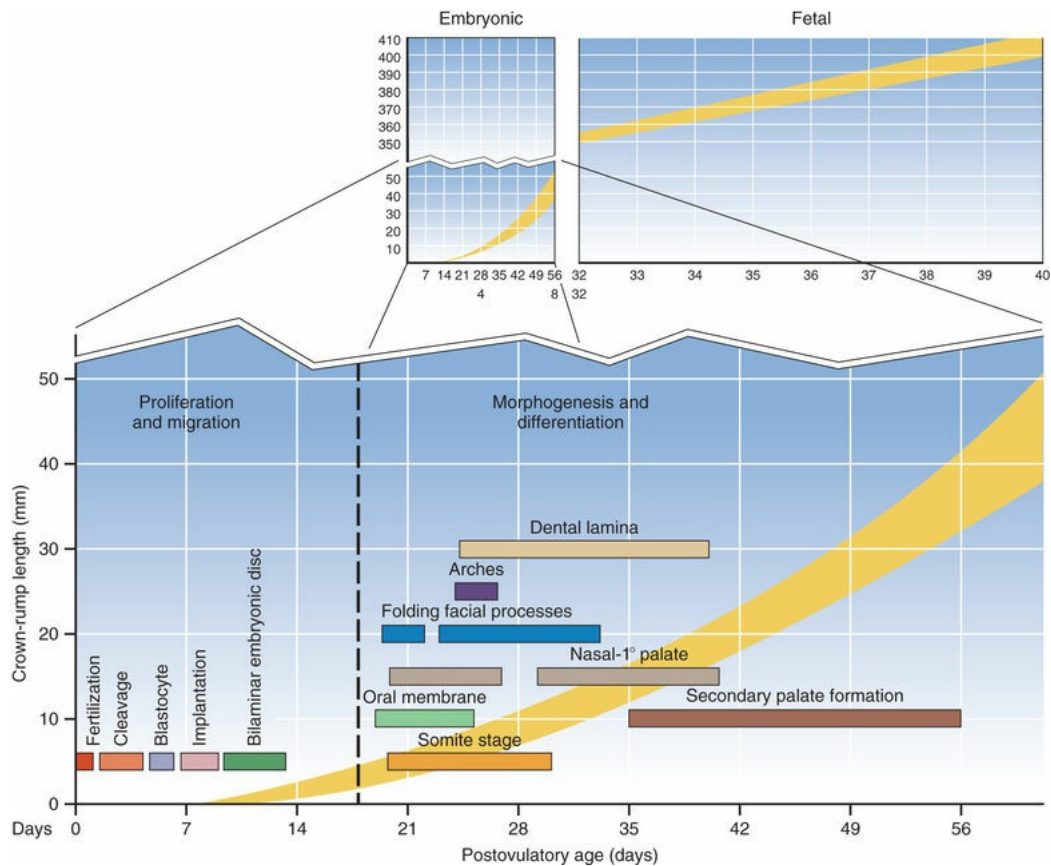 Embryonic
Fetal
410
400
390
380
370
360
350
50
40
30
20
10
7 14 21 28 35 42 49 56
4 8
32 33 34 35 36 37 38 39 40
32
Proliferation
and migration
Morphogenesis and
differentiation
Crown-rump length (mm)
50
40
30
20
10
0
Dental lamina
Arches
Folding facial processes
Nasal-1° palate
Oral membrane
Secondary palate formation
Somite stage
Fertilization
Cleavage
Blastocyte
Implantation
Bilaminar embryonic disc
Days 0 7 14 21 28 35 42 49 56
Postovulatory age (days)